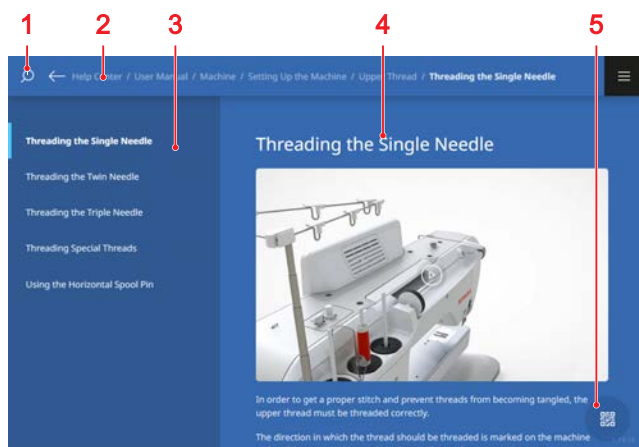 1 2 3 4 5
Help Center / User Manual / Machine / Setting Up the Machine / Upper Thread / Threading the Single Needle
Threading the Single Needle
Threading the Twin Needle
Threading the Triple Needle
Threading Special Threads
Using the Horizontal Spool Pin
Threading the Single Needle
In order to get a proper stitch and prevent threads from becoming tangled, the
upper thread must be threaded correctly.
The direction in which the thread should be threaded is marked on the machine